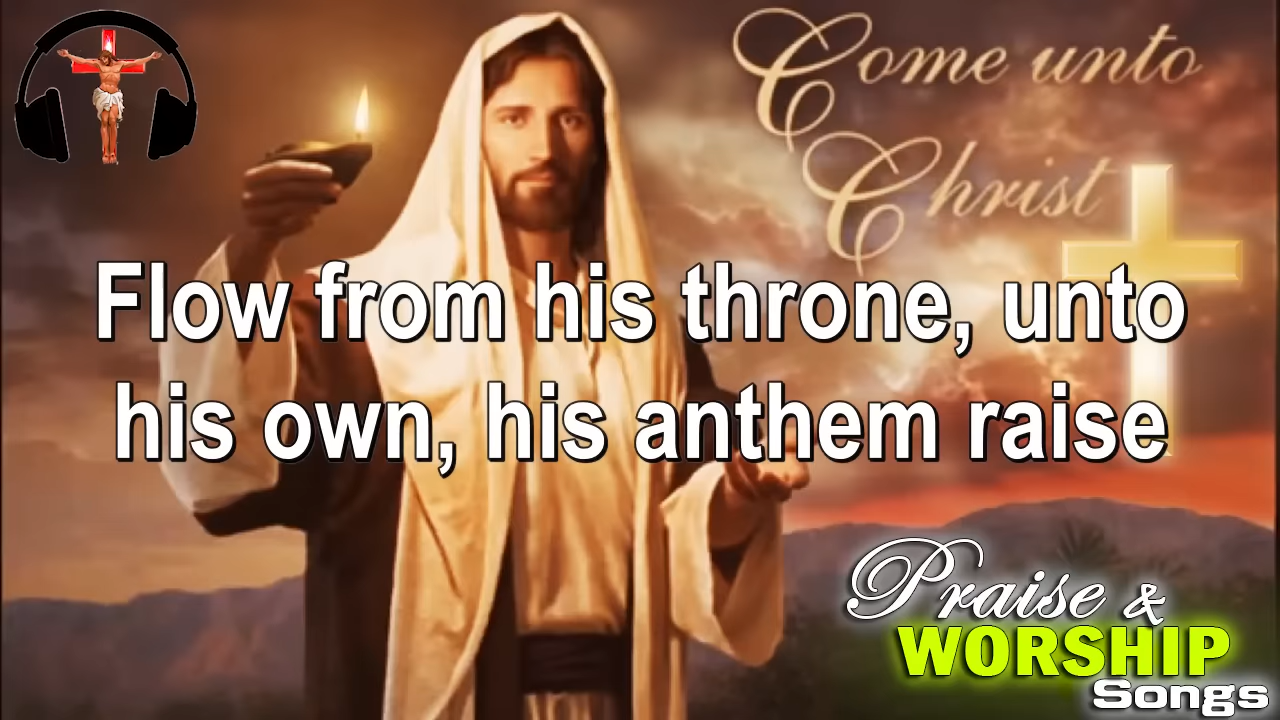 Come unto
Christ
Flow from his throne, unto
his own, his anthem raise
Praise &
WORSHIP
Songs